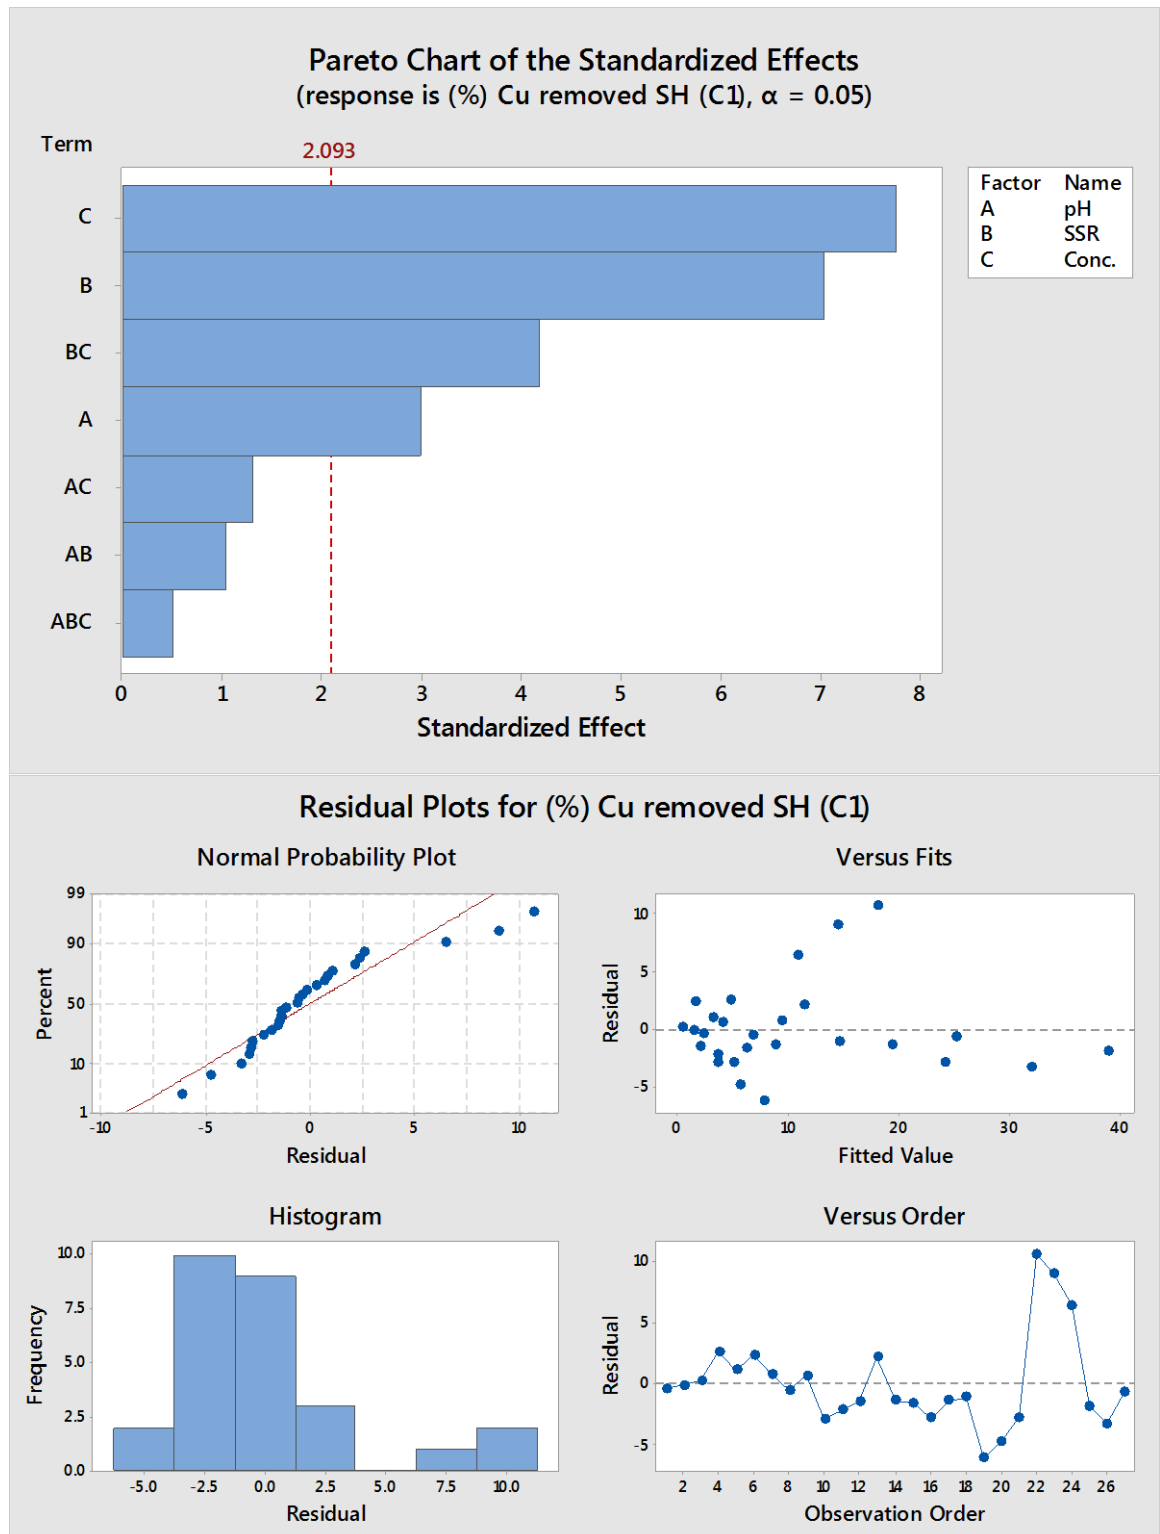 Pareto Chart of the Standardized Effects
(response is (%) Cu removed SH (C1), α = 0.05)
Term
2.093
C
B
BC
A
AC
AB
ABC
0 1 2 3 4 5 6 7 8
Standardized Effect
Factor Name
A pH
B SSR
C Conc.
Residual Plots for (%) Cu removed SH (C1)
Normal Probability Plot
99
90
50
10
1
Percent
-10 -5 0 5 10
Residual
Versus Fits
10
5
0
-5
Residual
0 10 20 30 40
Fitted Value
Histogram
10.0
7.5
5.0
2.5
0.0
Frequency
-5.0 -2.5 0.0 2.5 5.0 7.5 10.0
Residual
Versus Order
10
5
0
-5
Residual
2 4 6 8 10 12 14 16 18 20 22 24 26
Observation Order